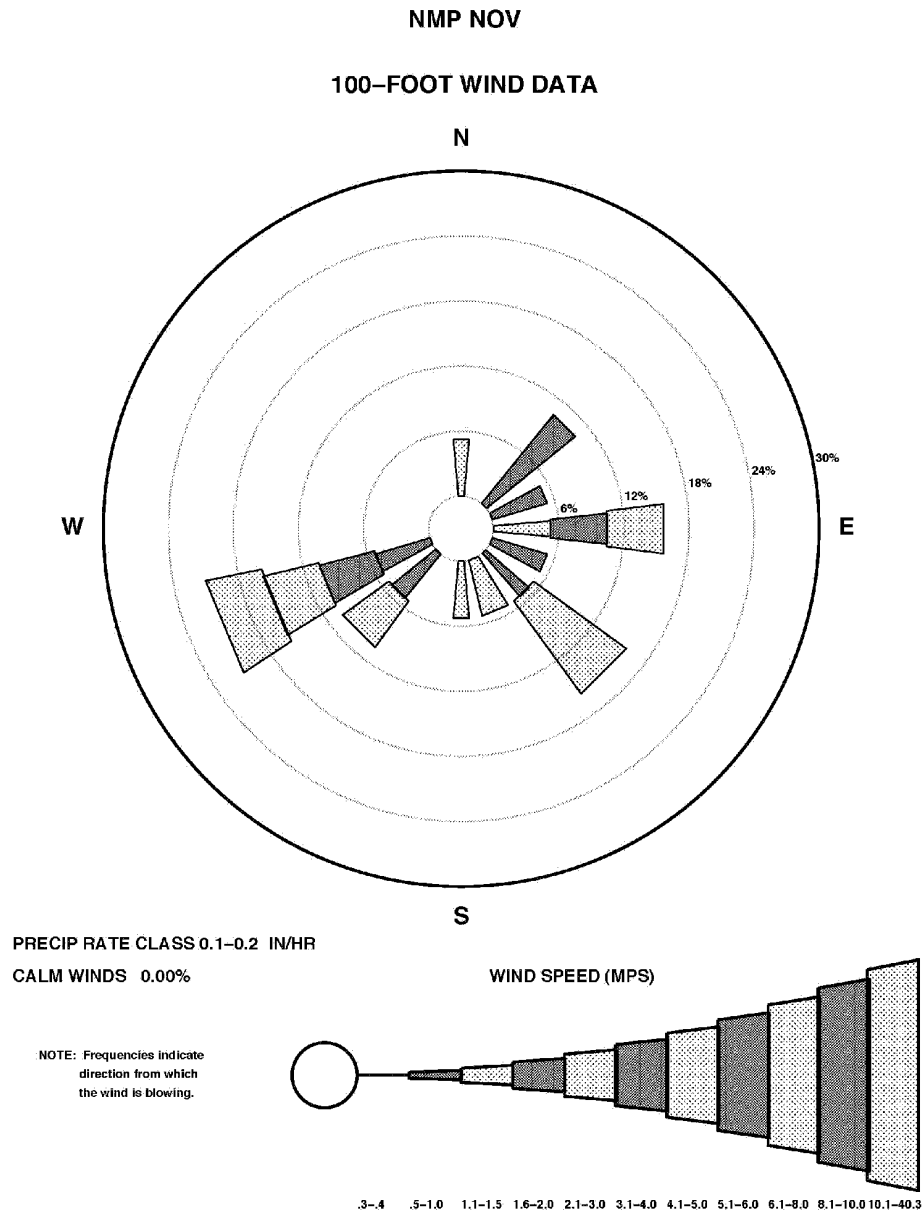 NMP NOV
100–FOOT WIND DATA
N
30%
24%
18%
12%
6%
W
E
S
PRECIP RATE CLASS 0.1–0.2 IN/HR
CALM WINDS 0.00%
WIND SPEED (MPS)
NOTE: Frequencies indicate
direction from which
the wind is blowing.
.3–.4 .5–1.0 1.1–1.5 1.6–2.0 2.1–3.0 3.1–4.0 4.1–5.0 5.1–6.0 6.1–8.0 8.1–10.0 10.1–40.3